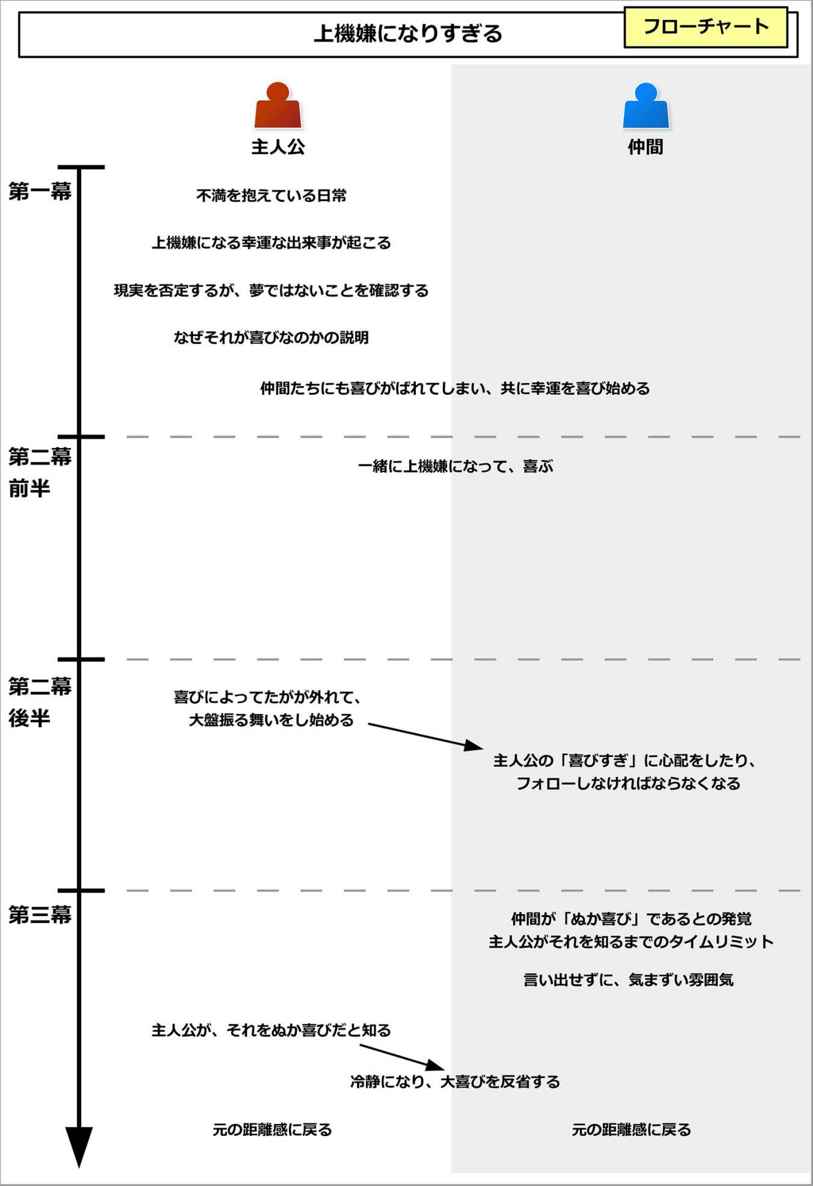 上機嫌になりすぎる
フローチャート
主人公
仲間
第一幕
不満を抱えている日常
上機嫌になる幸運な出来事が起こる
現実を否定するが、夢ではないことを確認する
なぜそれが喜びなのかの説明
仲間たちにも喜びがばれてしまい、共に幸運を喜び始める
第二幕
前半
一緒に上機嫌になって、喜ぶ
第二幕
後半
喜びによってたがが外れて、
大盤振る舞いをし始める
主人公の「喜びすぎ」に心配をしたり、
フォローしなければならなくなる
第三幕
仲間が「ぬか喜び」であるとの発覚
主人公がそれを知るまでのタイムリミット
言い出せずに、気まずい雰囲気
主人公が、それをぬか喜びだと知る
冷静になり、大喜びを反省する
元の距離感に戻る
元の距離感に戻る